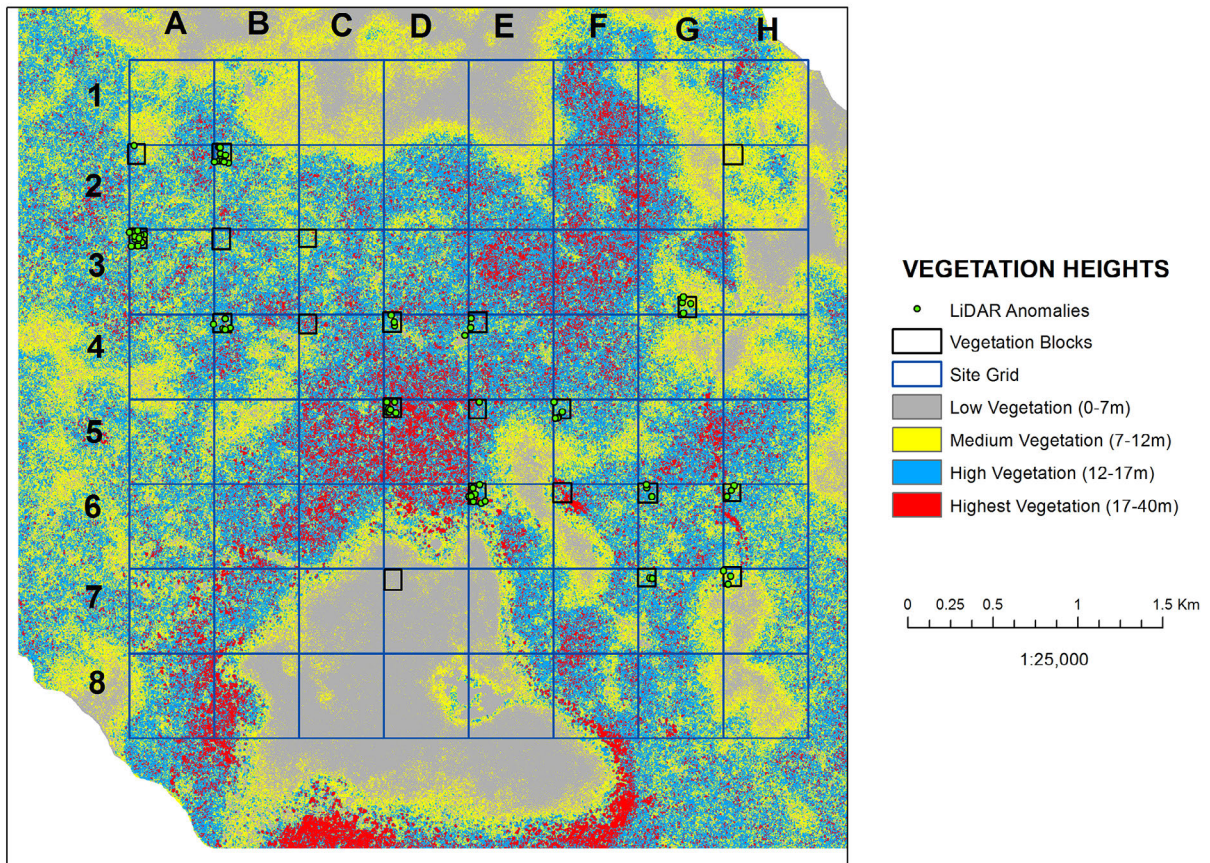 A B C D E F G H
1
2
3
4
5
6
7
8
VEGETATION HEIGHTS
LiDAR Anomalies
Vegetation Blocks
Site Grid
Low Vegetation (0-7m)
Medium Vegetation (7-12m)
High Vegetation (12-17m)
Highest Vegetation (17-40m)
0 0.25 0.5 1 1.5 Km
1:25,000